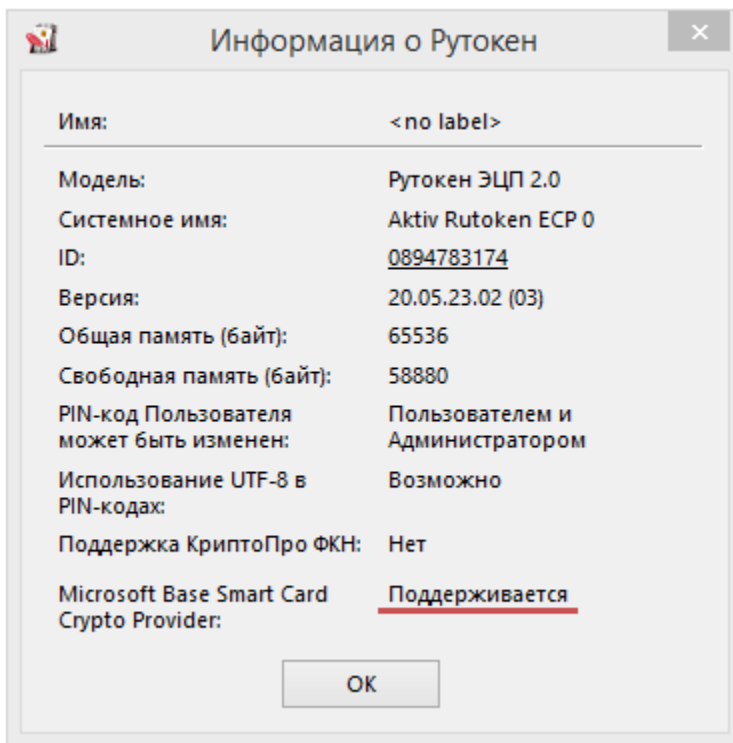 Информация о Рутокен
Имя: <no label>
Модель: Рутокен ЭЦП 2.0
Системное имя: Aktiv Rutoken ECP 0
ID: 0894783174
Версия: 20.05.23.02 (03)
Общая память (байт): 65536
Свободная память (байт): 58880
PIN-код Пользователя Пользователем и
может быть изменен: Администратором
Использование UTF-8 в Возможно
PIN-кодах:
Поддержка КриптоПро ФКН: Нет
Microsoft Base Smart Card Поддерживается
Crypto Provider:
ОК